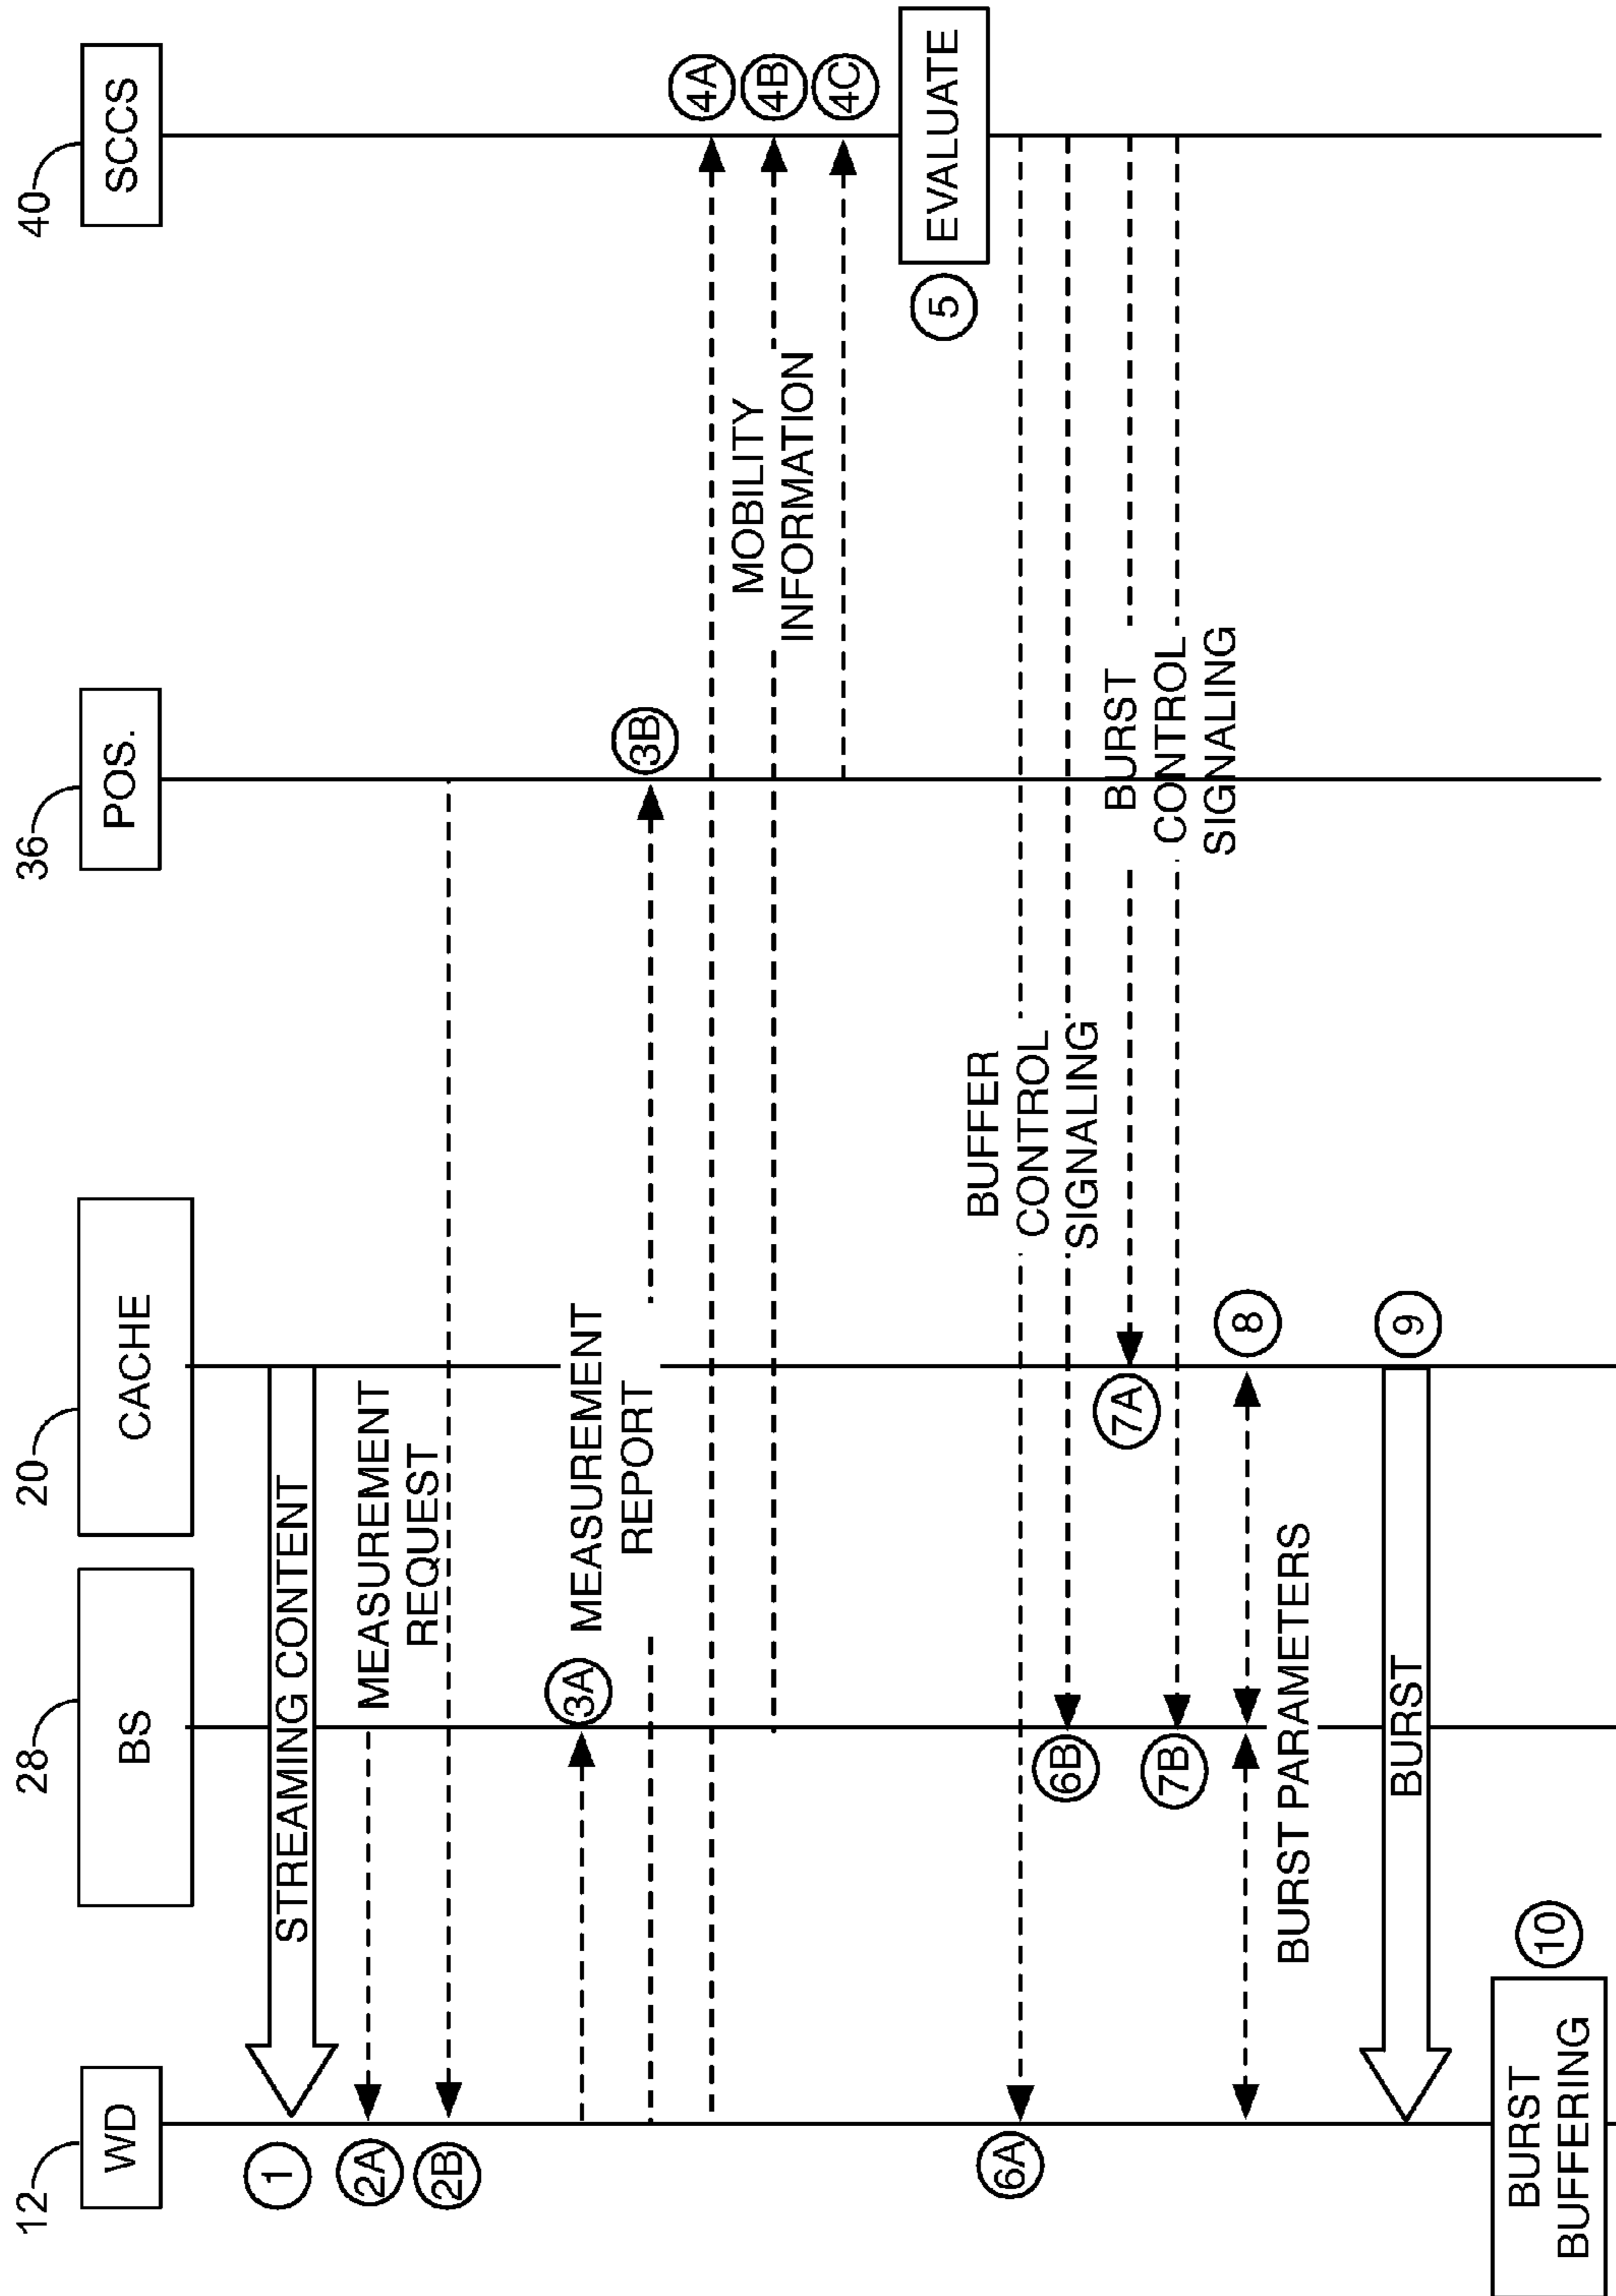 12
28
20
36
40
WD
BS
CACHE
POS.
SCCS
1
STREAMING CONTENT
2A
MEASUREMENT
REQUEST
2B
3A
MEASUREMENT
REPORT
3B
4A
MOBILITY
INFORMATION
4B
4C
5
EVALUATE
6A
BUFFER
CONTROL
SIGNALING
6B
7A
BURST
CONTROL
SIGNALING
7B
8
BURST PARAMETERS
9
BURST
10
BURST
BUFFERING